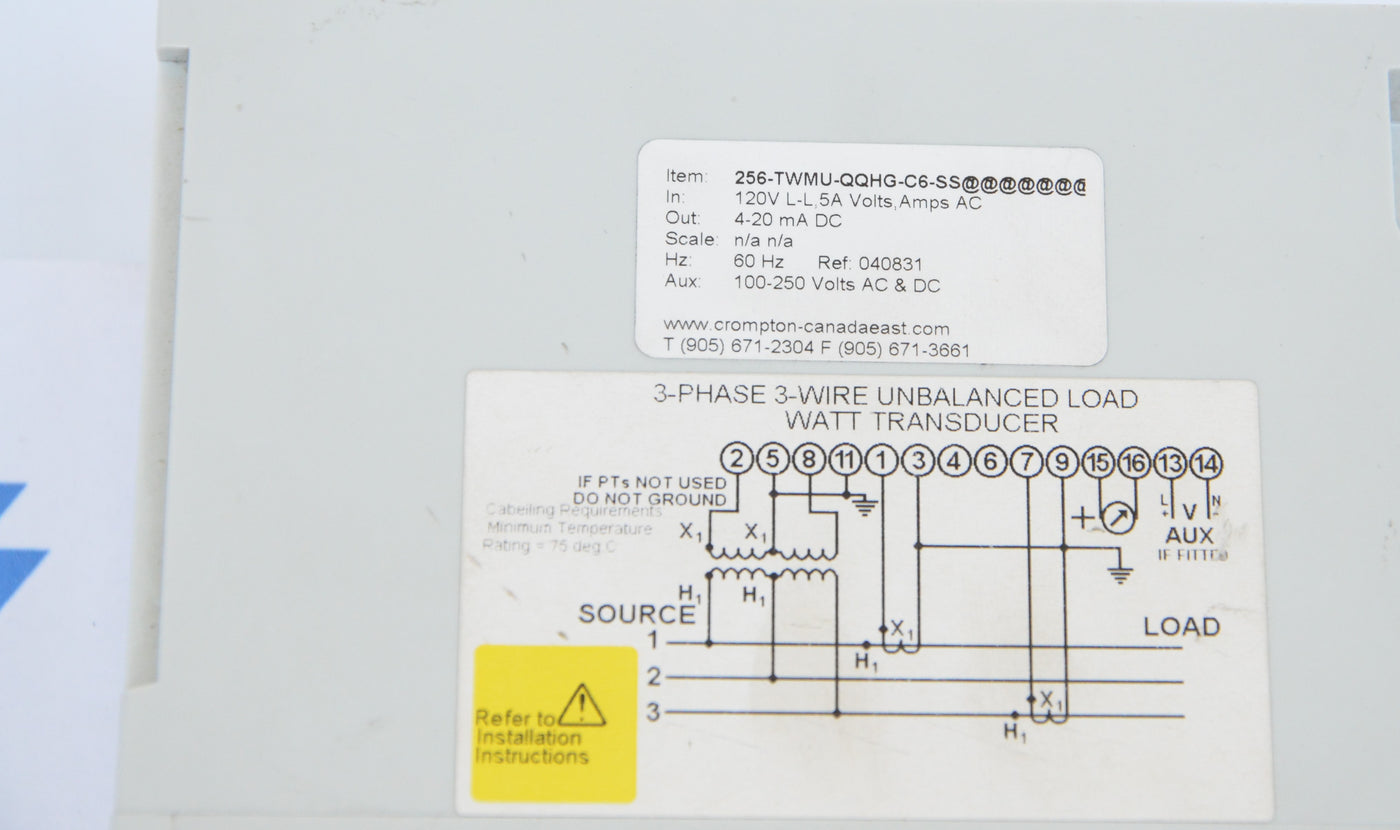 Item: 256-TWMU-QQHG-C6-SS@@@@@@@
In: 120V L-L,5A Volts,Amps AC
Out: 4-20 mA DC
Scale: n/a n/a
Hz: 60 Hz Ref: 040831
Aux: 100-250 Volts AC & DC
www.crompton-canadaeast.com
T (905) 671-2304 F (905) 671-3661
3-PHASE 3-WIRE UNBALANCED LOAD
WATT TRANSDUCER
2 5 8 11 1 3 4 6 7 9 15 16 13 14
IF PTs NOT USED
DO NOT GROUND
Cabeiling Requirements
Minimum Temperature
Rating = 75 deg.C
X1 X1
+
L V N
+ -
AUX
IF FITTED
H1 H1
SOURCE LOAD
1 X1
H1
2
3 X1
H1
Refer to
Installation
Instructions